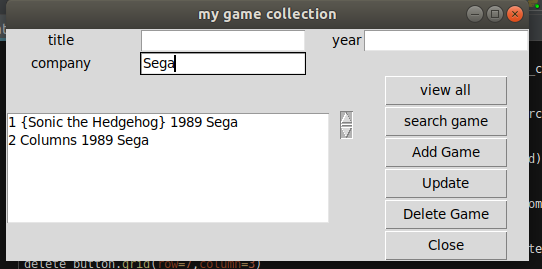 my game collection
title
year
company
Sega
view all
search game
1 {Sonic the Hedgehog} 1989 Sega
2 Columns 1989 Sega
Add Game
Update
Delete Game
Close
delete_button.grid(row=7,column=3)